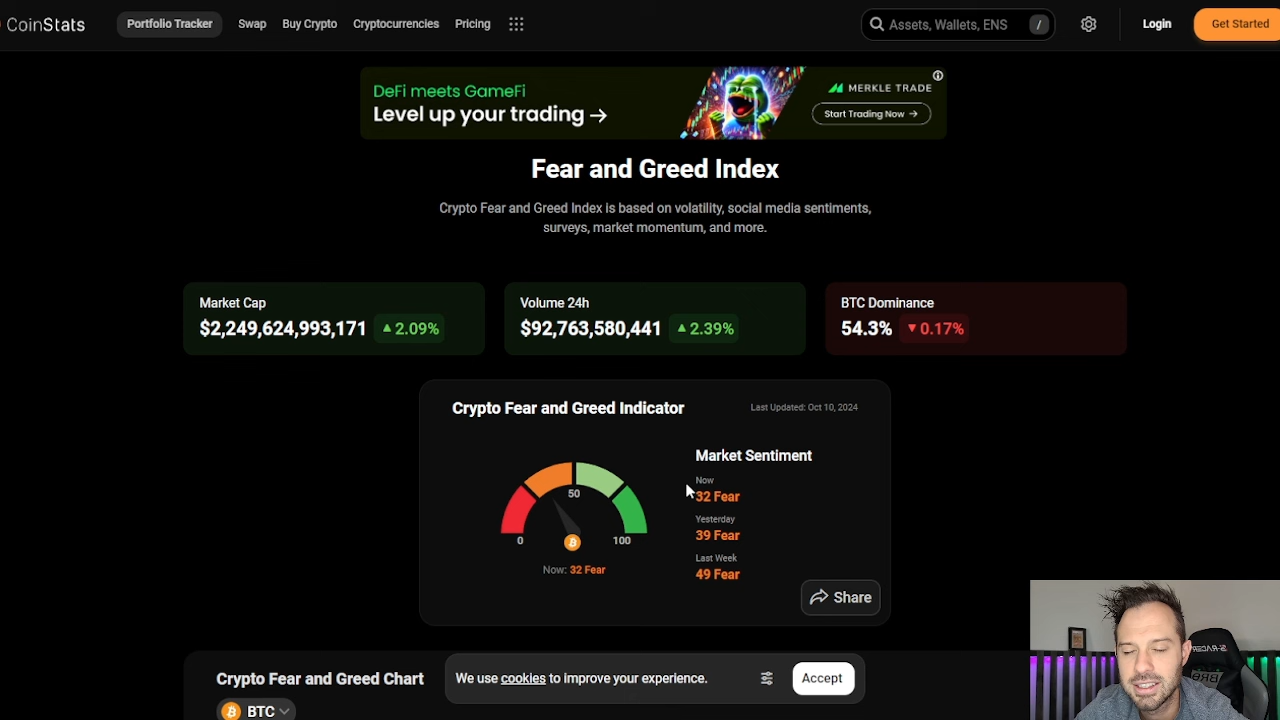 CoinStats
Portfolio Tracker
Swap
Buy Crypto
Cryptocurrencies
Pricing
Assets, Wallets, ENS
/
Login
Get Started
DeFi meets GameFi
Level up your trading →
MERKLE TRADE
Start Trading Now →
Fear and Greed Index
Crypto Fear and Greed Index is based on volatility, social media sentiments,
surveys, market momentum, and more.
Market Cap
$2,249,624,993,171 ▲ 2.09%
Volume 24h
$92,763,580,441 ▲ 2.39%
BTC Dominance
54.3% ▼ 0.17%
Crypto Fear and Greed Indicator
Last Updated: Oct 10, 2024
50
0
100
Now: 32 Fear
Market Sentiment
Now
32 Fear
Yesterday
39 Fear
Last Week
49 Fear
Share
Crypto Fear and Greed Chart
BTC
We use cookies to improve your experience.
Accept